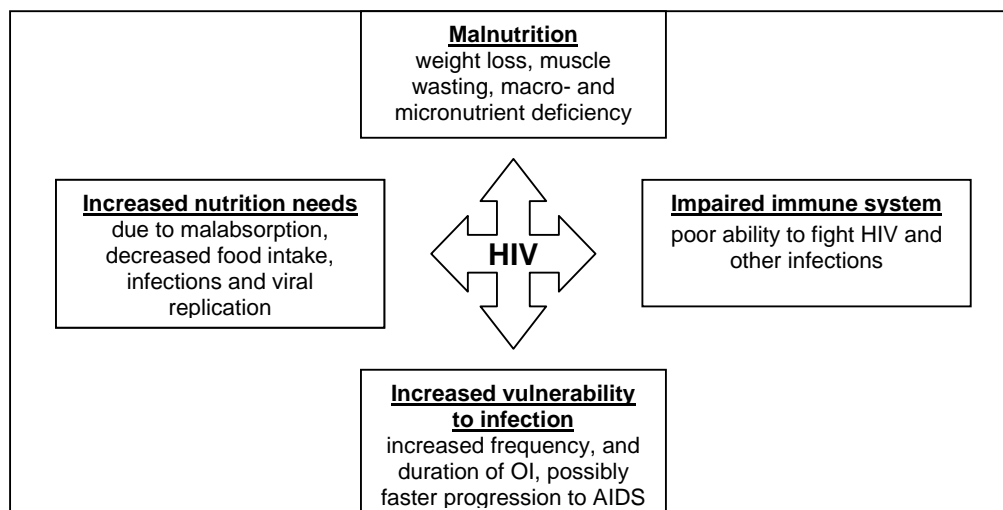 Malnutrition
weight loss, muscle
wasting, macro- and
micronutrient deficiency
Increased nutrition needs
due to malabsorption,
decreased food intake,
infections and viral
replication
HIV
Impaired immune system
poor ability to fight HIV and
other infections
Increased vulnerability
to infection
increased frequency, and
duration of OI, possibly
faster progression to AIDS